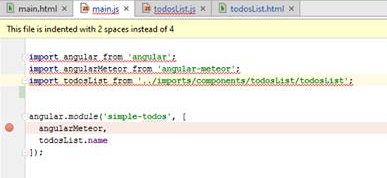 main.html main.js todosList.js todosList.html
This file is indented with 2 spaces instead of 4
import angular from 'angular';
import angularMeteor from 'angular-meteor';
import todosList from '../imports/components/todosList/todosList';
angular.module('simple-todos', [
angularMeteor,
todosList.name
]);